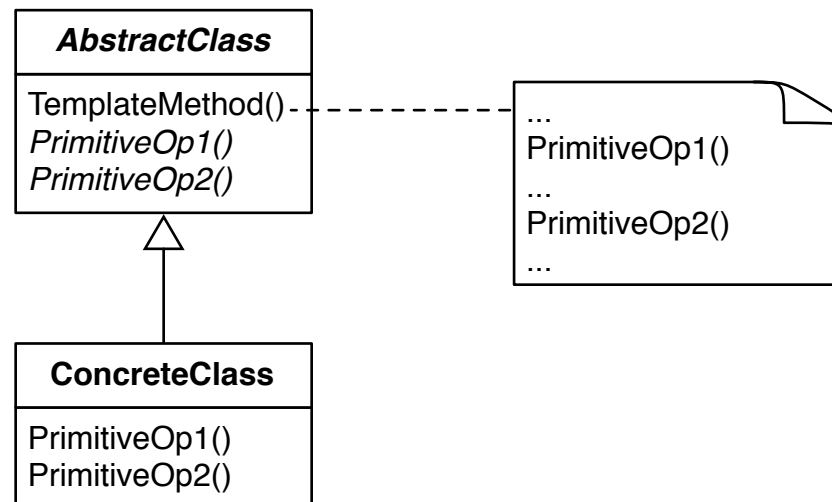 AbstractClass
TemplateMethod()
PrimitiveOp1()
PrimitiveOp2()
...
PrimitiveOp1()
...
PrimitiveOp2()
...
ConcreteClass
PrimitiveOp1()
PrimitiveOp2()